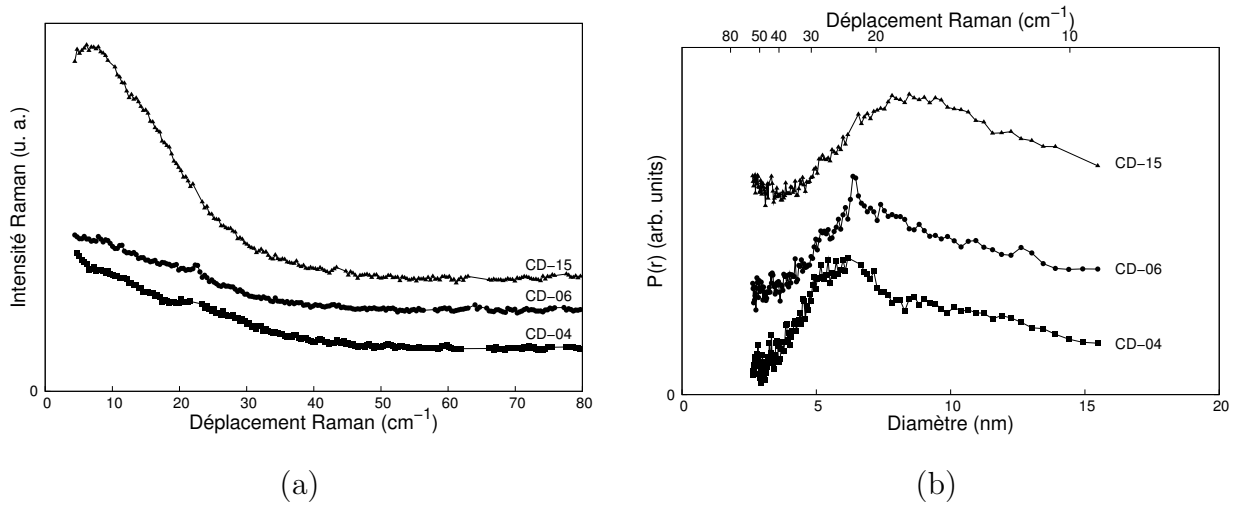 Intensité Raman (u. a.)
CD−15
CD−06
CD−04
0
0 10 20 30 40 50 60 70 80
Déplacement Raman (cm−1)
(a)
Déplacement Raman (cm−1)
80 50 40 30 20 10
P(r) (arb. units)
CD−15
CD−06
CD−04
0
0 5 10 15 20
Diamètre (nm)
(b)